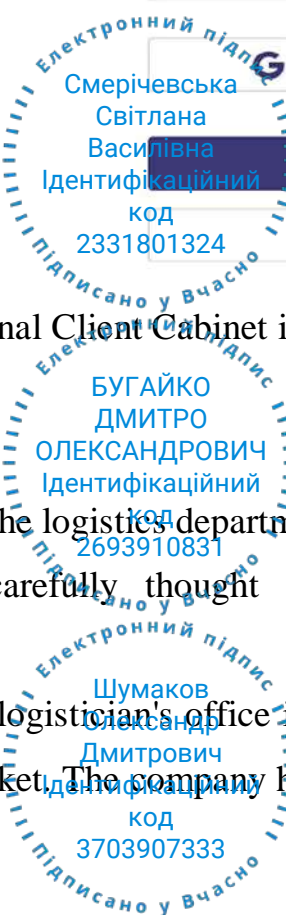 G
Електронний підпис
Смерічевська
Світлана
Василівна
Ідентифікаційний
код
2331801324
Підписано у Вчасно
nal Client Cabinet i
Електронний підпис
БУГАЙКО
ДМИТРО
ОЛЕКСАНДРОВИЧ
Ідентифікаційний
код
2693910831
Підписано у Вчасно
he logistics departm
carefully thought
Електронний підпис
Шумаков
Олександр
Дмитрович
Ідентифікаційний
код
3703907333
Підписано у Вчасно
logistician's office i
ket. The company h